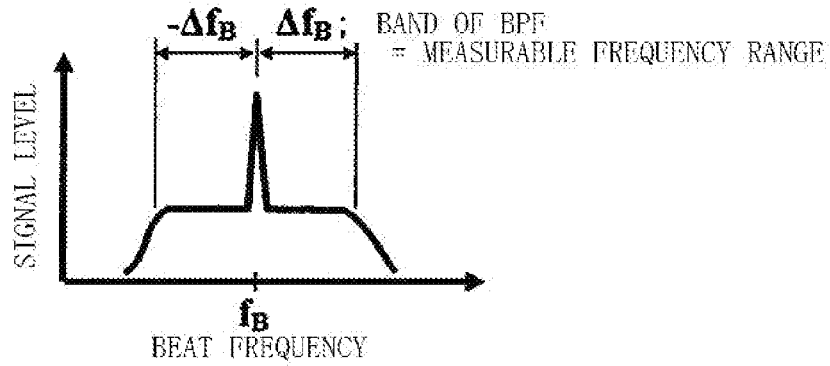 -Δf_B Δf_B; BAND OF BPF
= MEASURABLE FREQUENCY RANGE
SIGNAL LEVEL
f_B
BEAT FREQUENCY